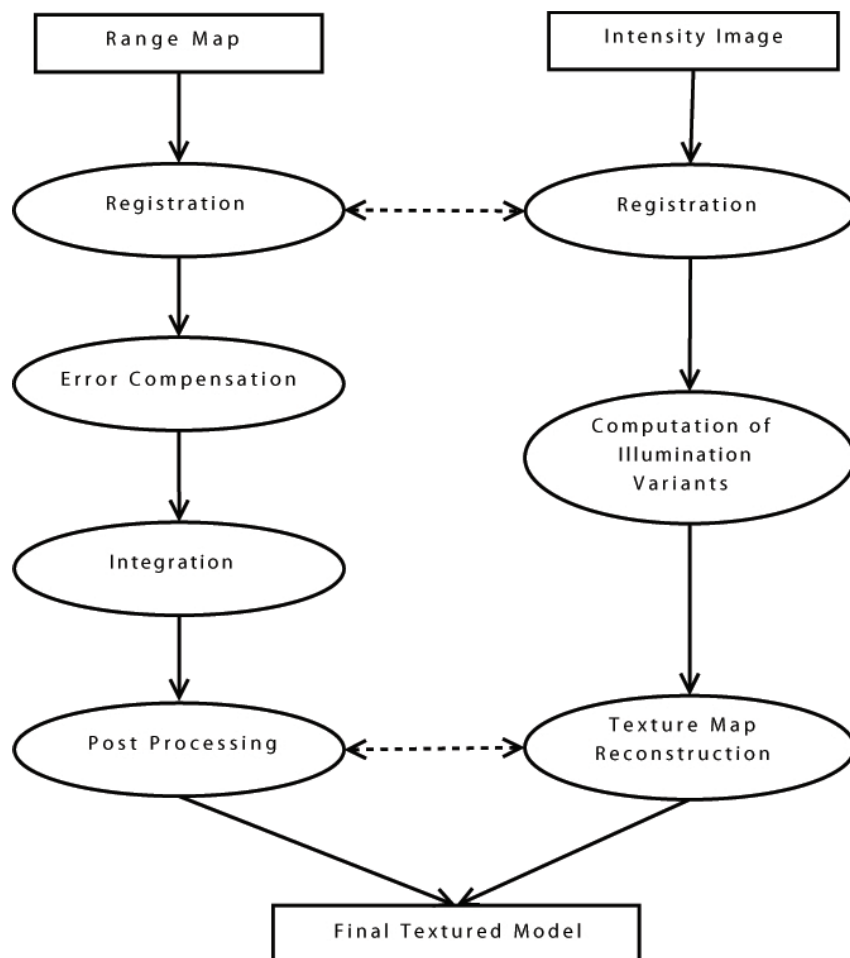 Range Map
Intensity Image
Registration
Registration
Error Compensation
Computation of
Illumination
Variants
Integration
Post Processing
Texture Map
Reconstruction
Final Textured Model